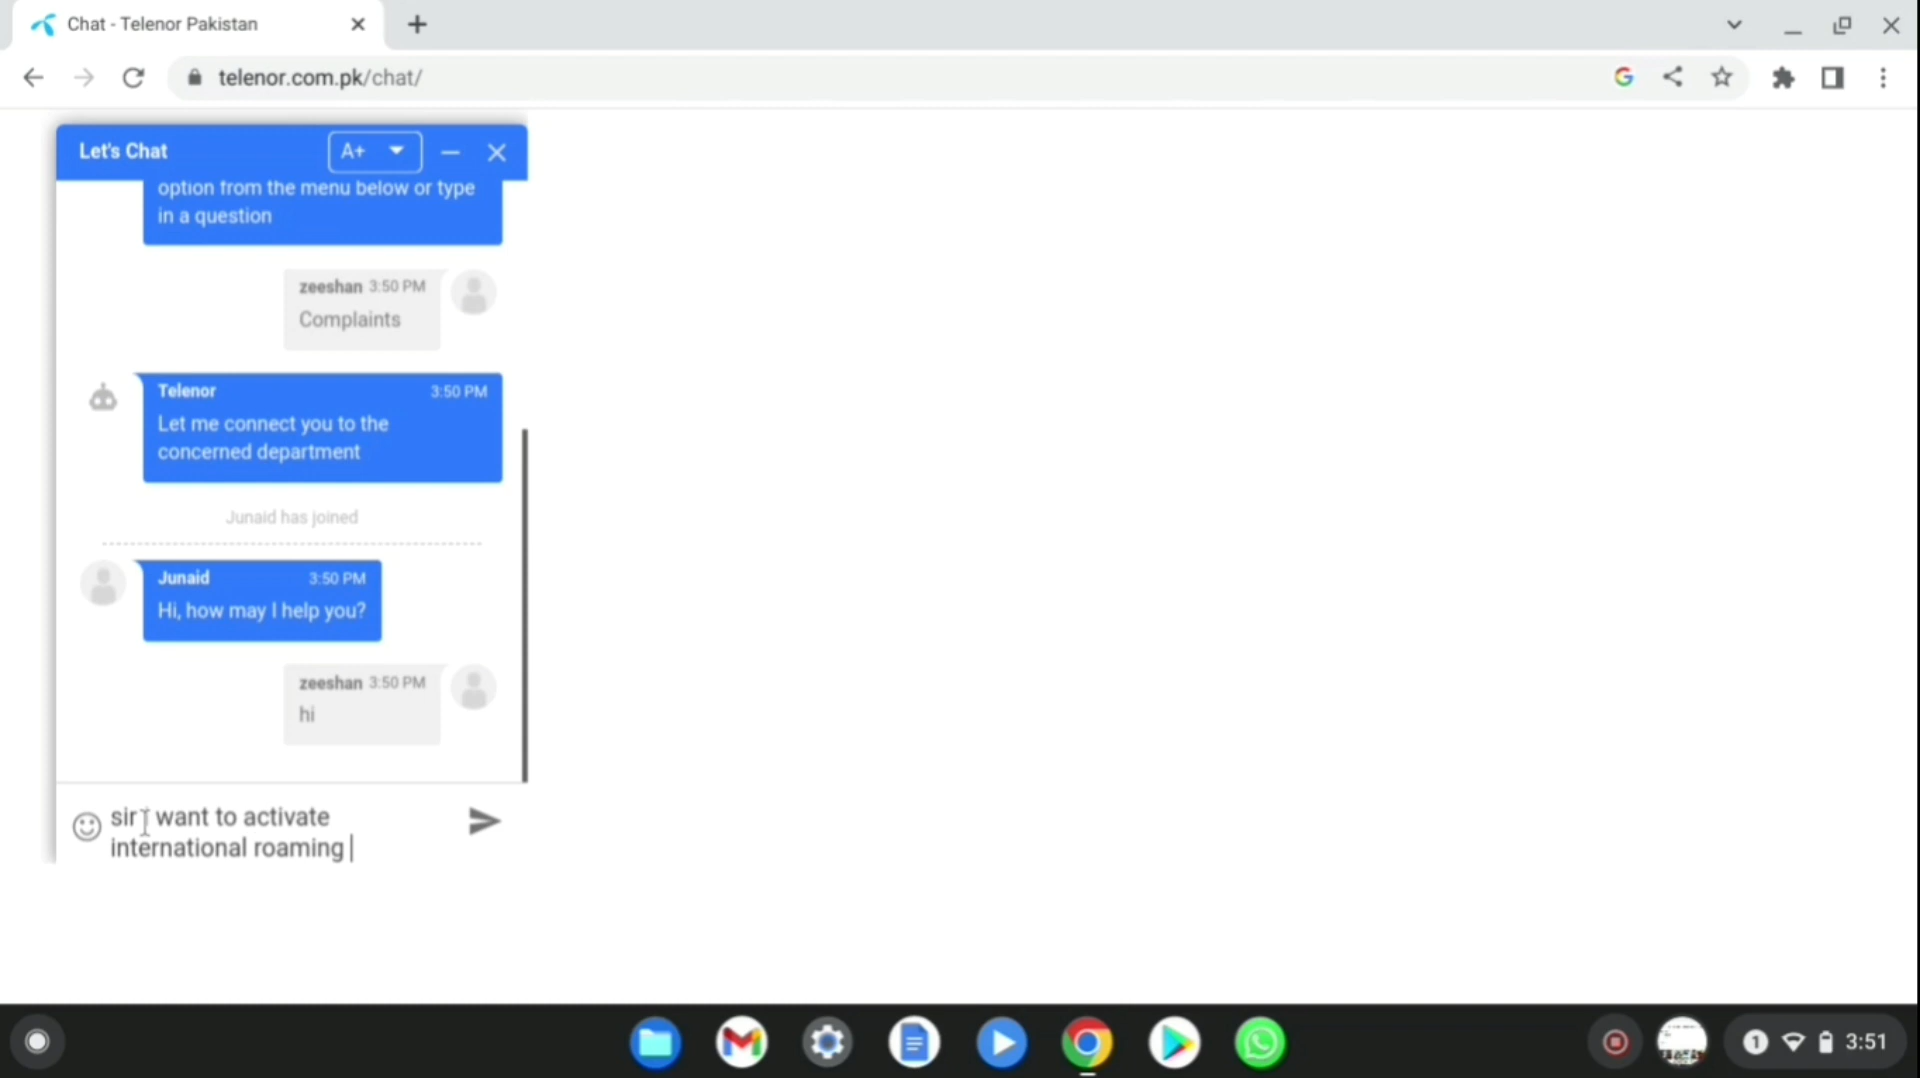 Chat - Telenor Pakistan
telenor.com.pk/chat/
Let's Chat
A+
option from the menu below or type
in a question
zeeshan 3:50 PM
Complaints
Telenor 3:50 PM
Let me connect you to the
concerned department
Junaid has joined
Junaid 3:50 PM
Hi, how may I help you?
zeeshan 3:50 PM
hi
sir i want to activate
international roaming
1 3:51